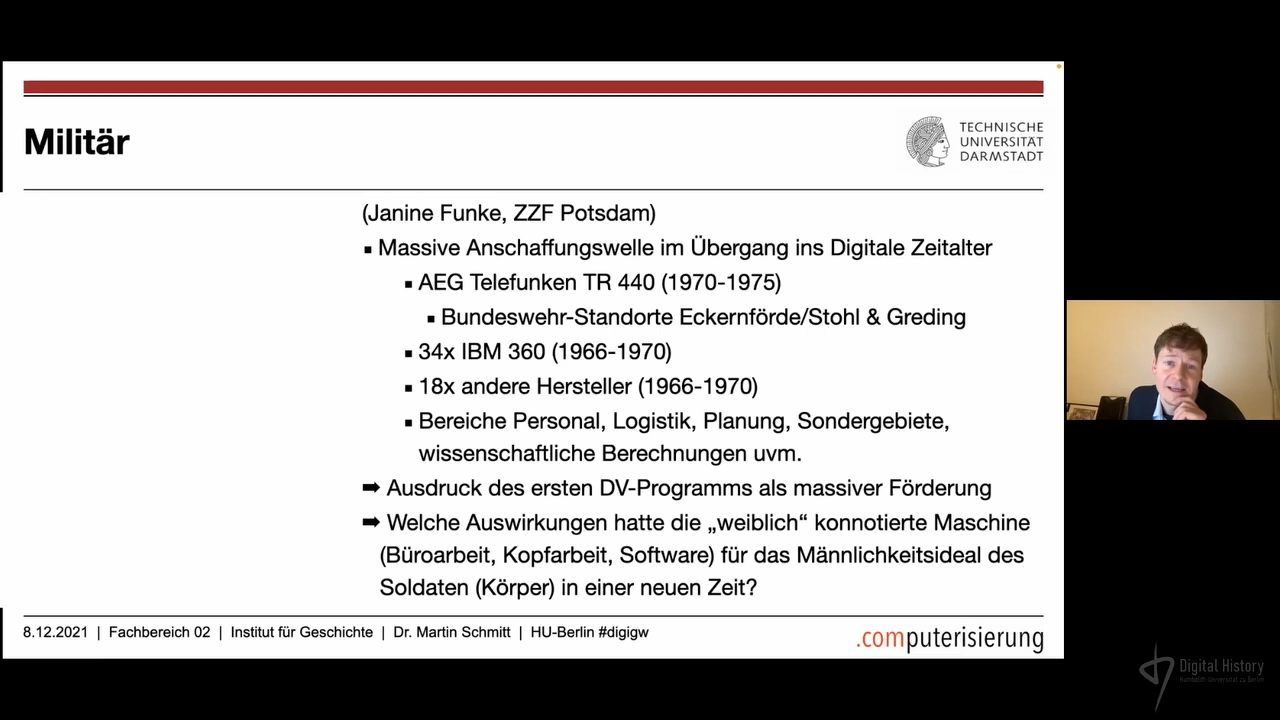 Militär
TECHNISCHE
UNIVERSITÄT
DARMSTADT
(Janine Funke, ZZF Potsdam)
▪ Massive Anschaffungswelle im Übergang ins Digitale Zeitalter
▪ AEG Telefunken TR 440 (1970-1975)
▪ Bundeswehr-Standorte Eckernförde/Stohl & Greding
▪ 34x IBM 360 (1966-1970)
▪ 18x andere Hersteller (1966-1970)
▪ Bereiche Personal, Logistik, Planung, Sondergebiete,
wissenschaftliche Berechnungen uvm.
➡ Ausdruck des ersten DV-Programms als massiver Förderung
➡ Welche Auswirkungen hatte die „weiblich“ konnotierte Maschine
(Büroarbeit, Kopfarbeit, Software) für das Männlichkeitsideal des
Soldaten (Körper) in einer neuen Zeit?
8.12.2021 | Fachbereich 02 | Institut für Geschichte | Dr. Martin Schmitt | HU-Berlin #digigw
.computerisierung
Digital History
Humboldt-Universität zu Berlin